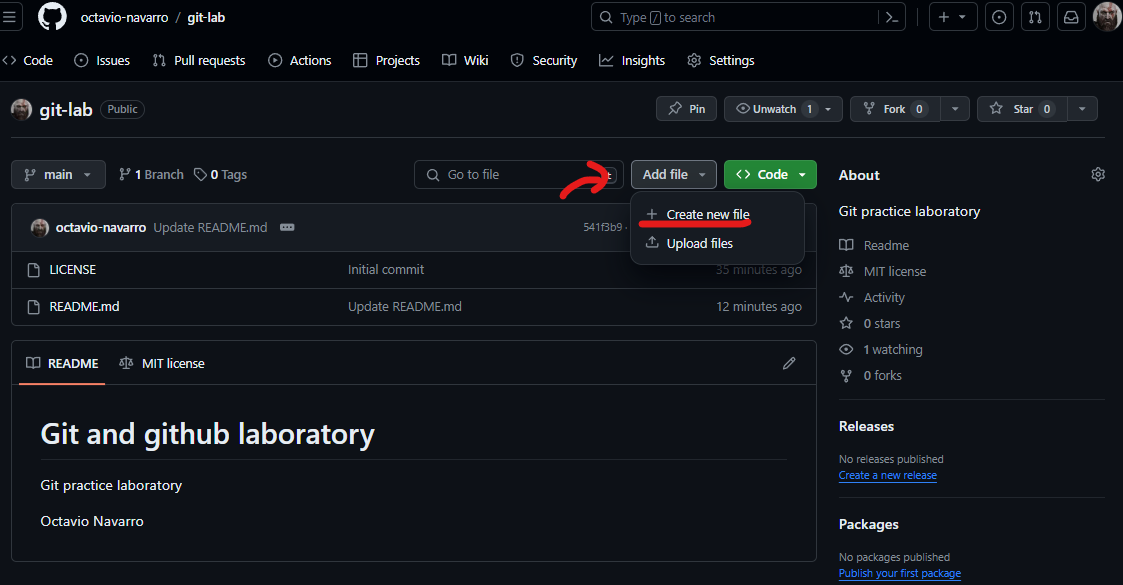 octavio-navarro / git-lab
Type / to search
Code Issues Pull requests Actions Projects Wiki Security Insights Settings
git-lab Public
Pin Unwatch 1 Fork 0 Star 0
main 1 Branch 0 Tags
Go to file t
Add file Code
Create new file
Upload files
octavio-navarro Update README.md 541f3b9 ·
LICENSE Initial commit 35 minutes ago
README.md Update README.md 12 minutes ago
README MIT license
Git and github laboratory
Git practice laboratory
Octavio Navarro
About
Git practice laboratory
Readme
MIT license
Activity
0 stars
1 watching
0 forks
Releases
No releases published
Create a new release
Packages
No packages published
Publish your first package